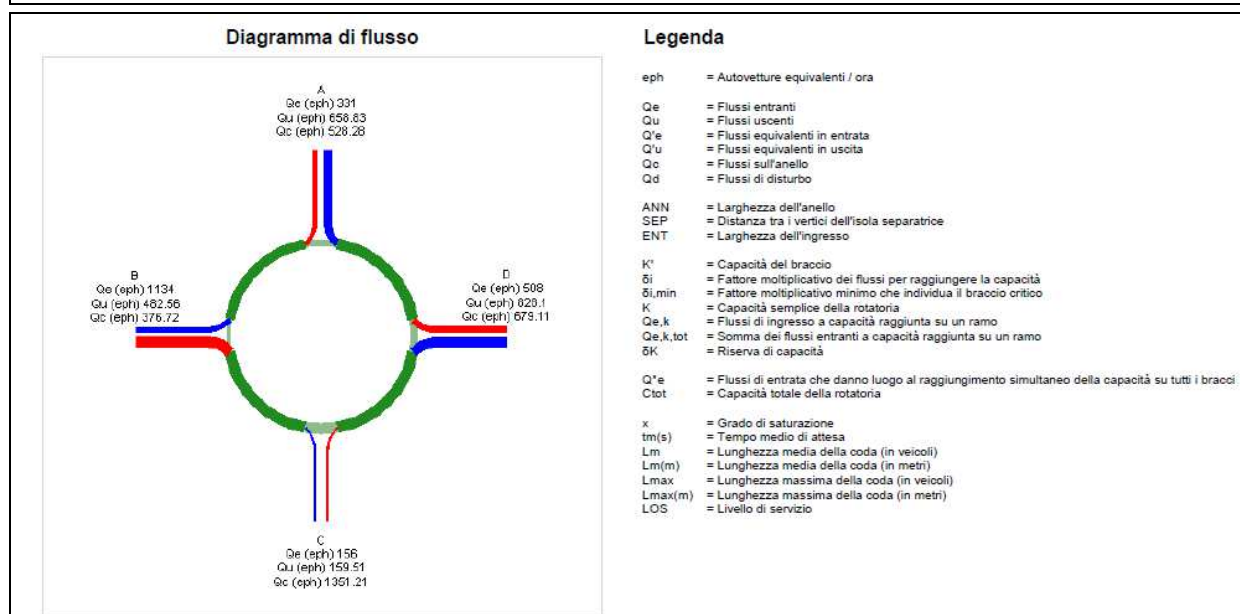 Diagramma di flusso
A
Qe (eph) 331
Qu (eph) 658.83
Qc (eph) 528.28
B
Qe (eph) 1134
Qu (eph) 482.56
Qc (eph) 376.72
D
Qe (eph) 508
Qu (eph) 828.1
Qc (eph) 679.11
C
Qe (eph) 156
Qu (eph) 159.51
Qc (eph) 1351.21
Legenda
eph = Autovetture equivalenti / ora
Qe = Flussi entranti
Qu = Flussi uscenti
Q'e = Flussi equivalenti in entrata
Q'u = Flussi equivalenti in uscita
Qc = Flussi sull'anello
Qd = Flussi di disturbo
ANN = Larghezza dell'anello
SEP = Distanza tra i vertici dell'isola separatrice
ENT = Larghezza dell'ingresso
K' = Capacità del braccio
δi = Fattore moltiplicativo dei flussi per raggiungere la capacità
δi,min = Fattore moltiplicativo minimo che individua il braccio critico
K = Capacità semplice della rotatoria
Qe,k = Flussi di ingresso a capacità raggiunta su un ramo
Qe,k,tot = Somma dei flussi entranti a capacità raggiunta su un ramo
δK = Riserva di capacità
Q"e = Flussi di entrata che danno luogo al raggiungimento simultaneo della capacità su tutti i bracci
Ctot = Capacità totale della rotatoria
x = Grado di saturazione
tm(s) = Tempo medio di attesa
Lm = Lunghezza media della coda (in veicoli)
Lm(m) = Lunghezza media della coda (in metri)
Lmax = Lunghezza massima della coda (in veicoli)
Lmax(m) = Lunghezza massima della coda (in metri)
LOS = Livello di servizio